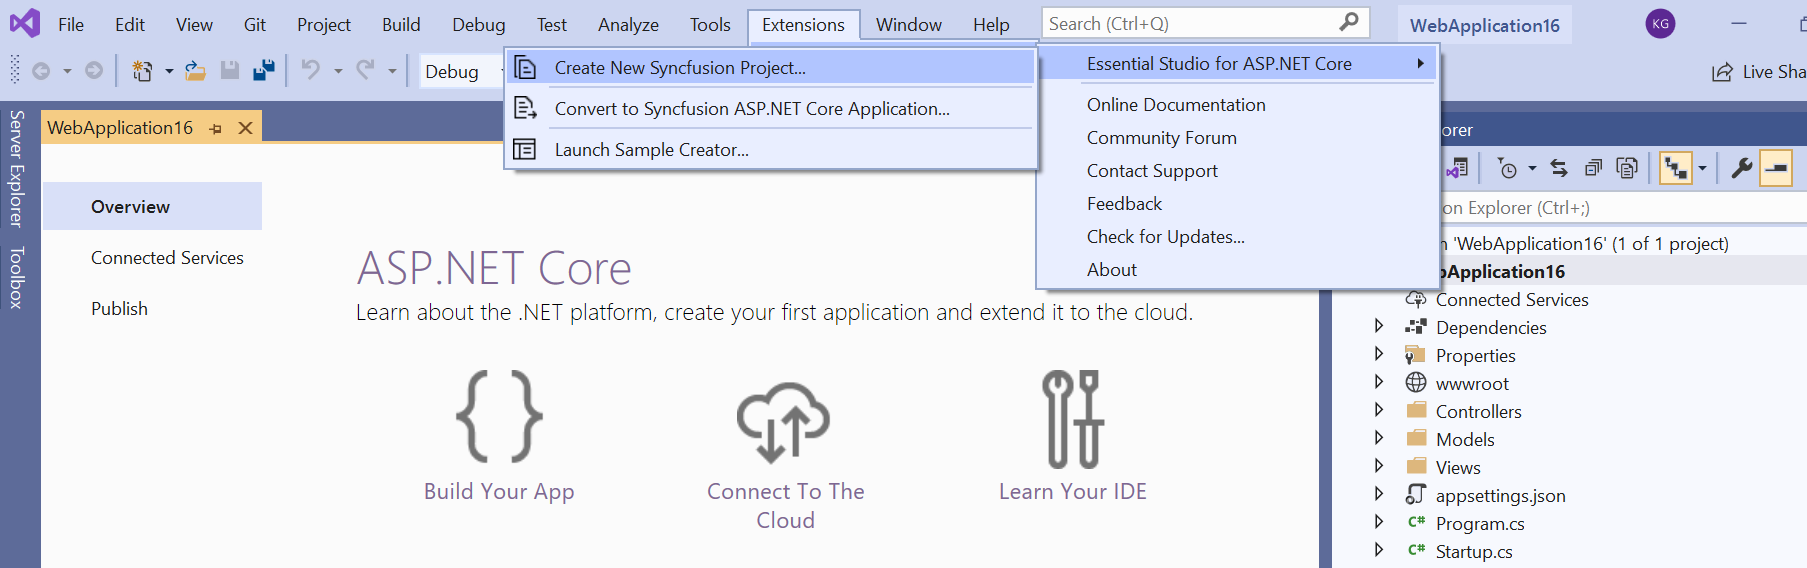 File Edit View Git Project Build Debug Test Analyze Tools Extensions Window Help Search (Ctrl+Q) WebApplication16 KG
Debug
Live Sha
Create New Syncfusion Project...
Convert to Syncfusion ASP.NET Core Application...
Launch Sample Creator...
Essential Studio for ASP.NET Core
Online Documentation
Community Forum
Contact Support
Feedback
Check for Updates...
About
Server Explorer
Toolbox
WebApplication16
Overview
Connected Services
Publish
ASP.NET Core
Learn about the .NET platform, create your first application and extend it to the cloud.
Build Your App
Connect To The
Cloud
Learn Your IDE
orer
on Explorer (Ctrl+;)
n 'WebApplication16' (1 of 1 project)
bApplication16
Connected Services
Dependencies
Properties
wwwroot
Controllers
Models
Views
appsettings.json
C# Program.cs
C# Startup.cs